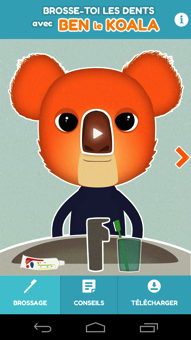 BROSSE-TOI LES DENTS
avec BEN le KOALA
BROSSAGE
CONSEILS
TÉLÉCHARGER